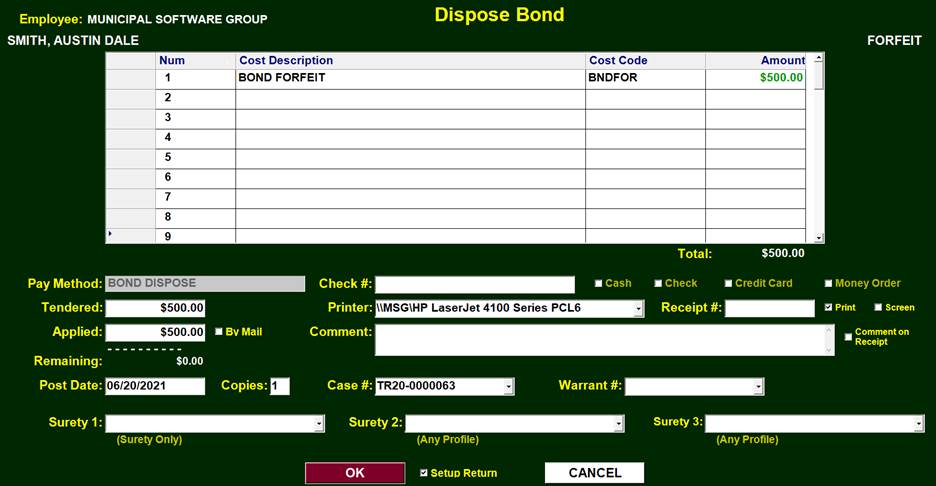 Dispose Bond
Employee: MUNICIPAL SOFTWARE GROUP
SMITH, AUSTIN DALE FORFEIT
Num Cost Description Cost Code Amount
1 BOND FORFEIT BNDFOR $500.00
2
3
4
5
6
7
8
9
Total: $500.00
Pay Method: BOND DISPOSE Check #: Cash Check Credit Card Money Order
Tendered: $500.00 Printer: \\MSG\HP LaserJet 4100 Series PCL6 Receipt #: Print Screen
Applied: $500.00 By Mail Comment: Comment on
Receipt
- - - - - - - - - - -
Remaining: $0.00
Post Date: 06/20/2021 Copies: 1 Case #: TR20-0000063 Warrant #:
Surety 1: Surety 2: Surety 3:
(Surety Only) (Any Profile) (Any Profile)
OK Setup Return CANCEL